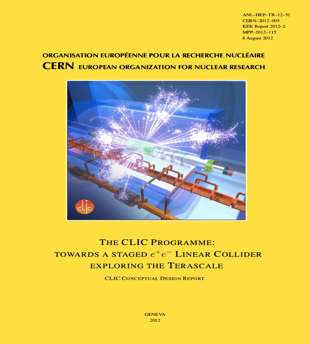 ANL-HEP-TR-12-51
CERN-2012-005
KEK Report 2012-2
MPP-2012-115
8 August 2012
ORGANISATION EUROPÉENNE POUR LA RECHERCHE NUCLÉAIRE
CERN EUROPEAN ORGANIZATION FOR NUCLEAR RESEARCH
clc
THE CLIC PROGRAMME:
TOWARDS A STAGED e⁺e⁻ LINEAR COLLIDER
EXPLORING THE TERASCALE
CLIC CONCEPTUAL DESIGN REPORT
GENEVA
2012